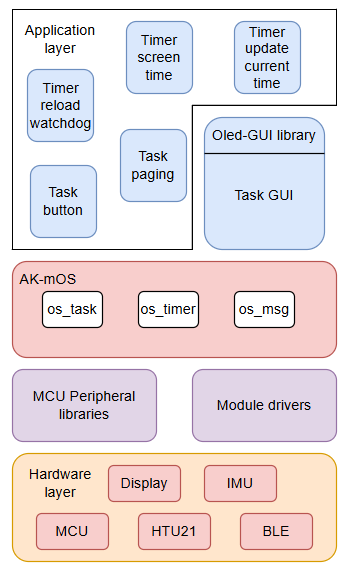 Application
layer
Timer
screen
time
Timer
update
current
time
Timer
reload
watchdog
Task
paging
Task
button
Oled-GUI library
Task GUI
AK-mOS
os_task
os_timer
os_msg
MCU Peripheral
libraries
Module drivers
Hardware
layer
Display
IMU
MCU
HTU21
BLE